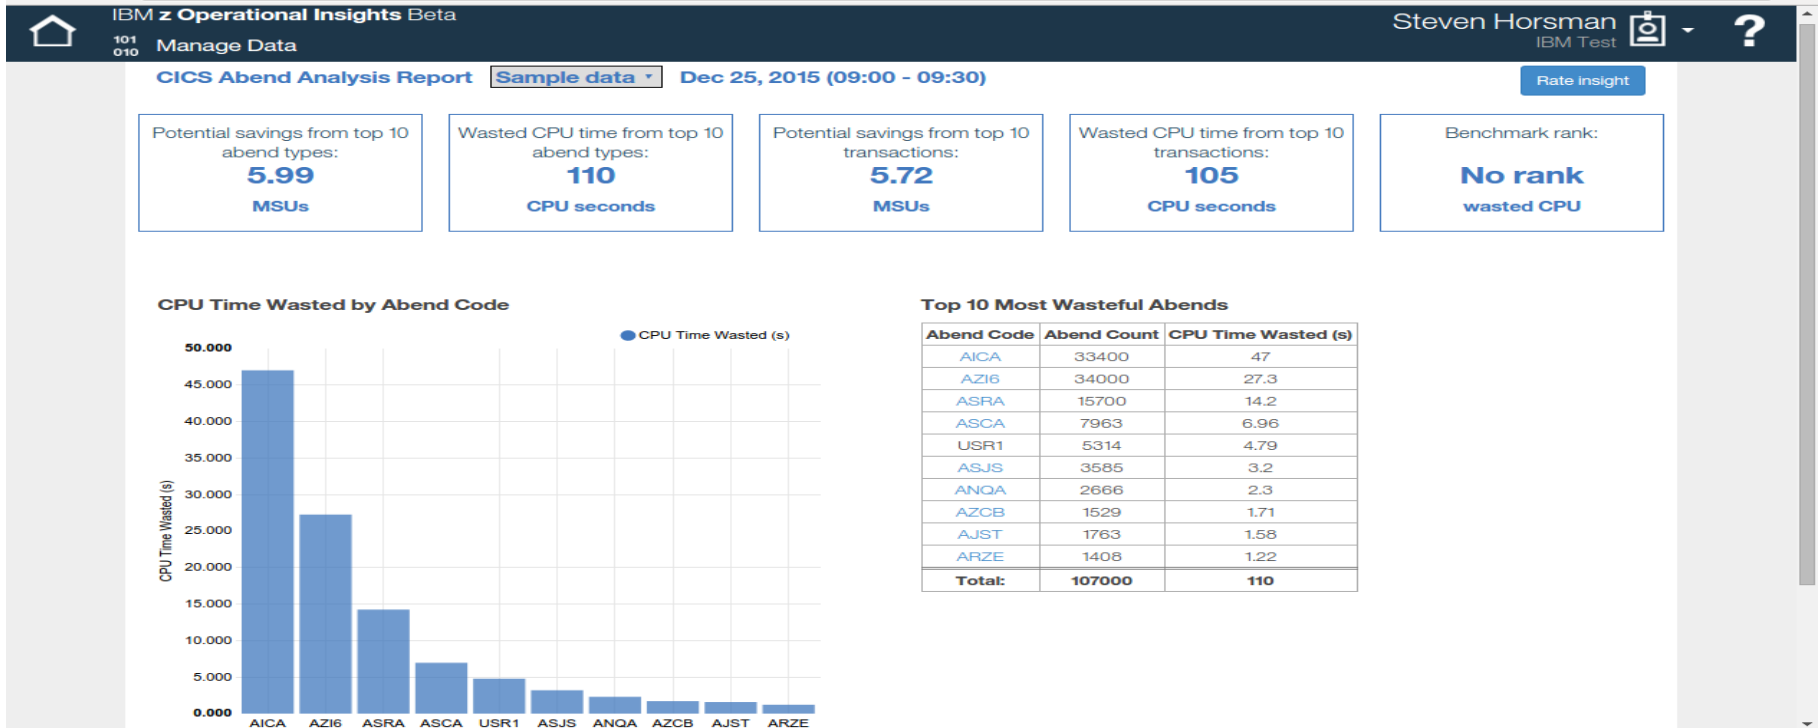 IBM z Operational Insights Beta
Steven Horsman
IBM Test
?
101
010
Manage Data
CICS Abend Analysis Report Sample data Dec 25, 2015 (09:00 - 09:30)
Rate insight
Potential savings from top 10
abend types:
5.99
MSUs
Wasted CPU time from top 10
abend types:
110
CPU seconds
Potential savings from top 10
transactions:
5.72
MSUs
Wasted CPU time from top 10
transactions:
105
CPU seconds
Benchmark rank:
No rank
wasted CPU
CPU Time Wasted by Abend Code
CPU Time Wasted (s)
50.000
45.000
40.000
35.000
30.000
25.000
20.000
15.000
10.000
5.000
0.000
CPU Time Wasted (s)
AICA AZI6 ASRA ASCA USR1 ASJS ANQA AZCB AJST ARZE
Top 10 Most Wasteful Abends
Abend Code Abend Count CPU Time Wasted (s)
AICA 33400 47
AZI6 34000 27.3
ASRA 15700 14.2
ASCA 7963 6.96
USR1 5314 4.79
ASJS 3585 3.2
ANQA 2666 2.3
AZCB 1529 1.71
AJST 1763 1.58
ARZE 1408 1.22
Total: 107000 110